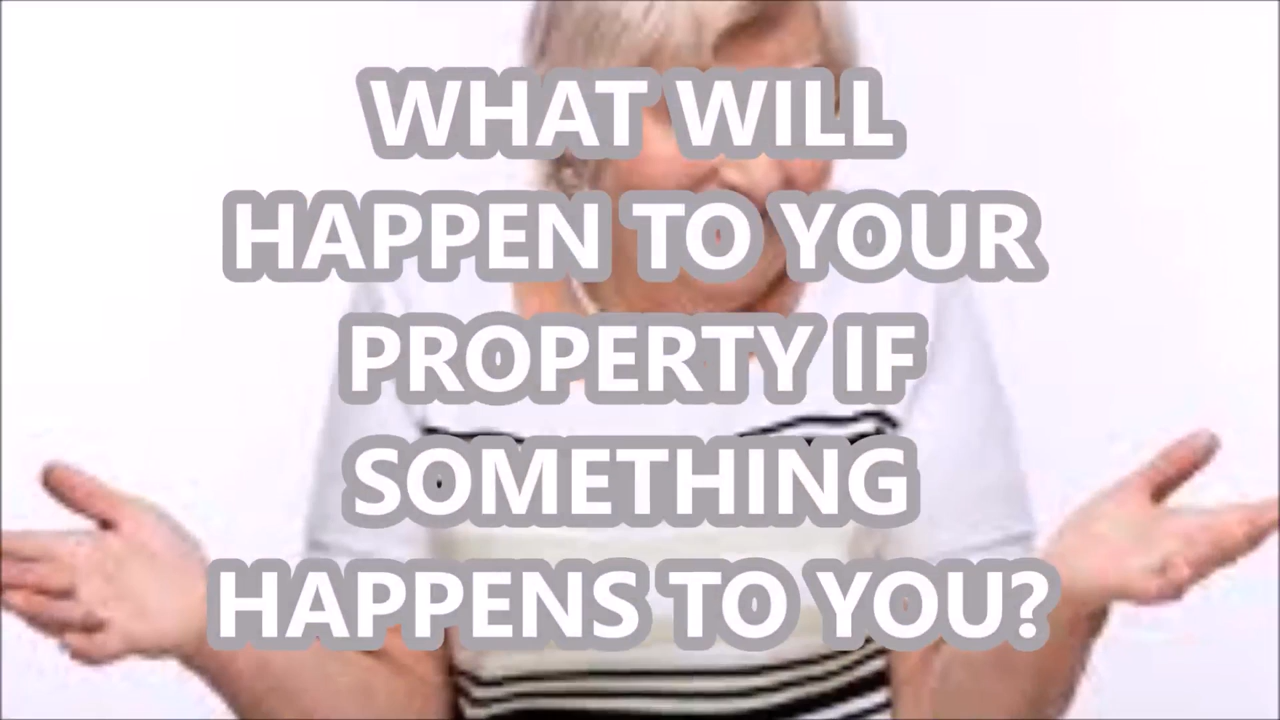 WHAT WILL
HAPPEN TO YOUR
PROPERTY IF
SOMETHING
HAPPENS TO YOU?